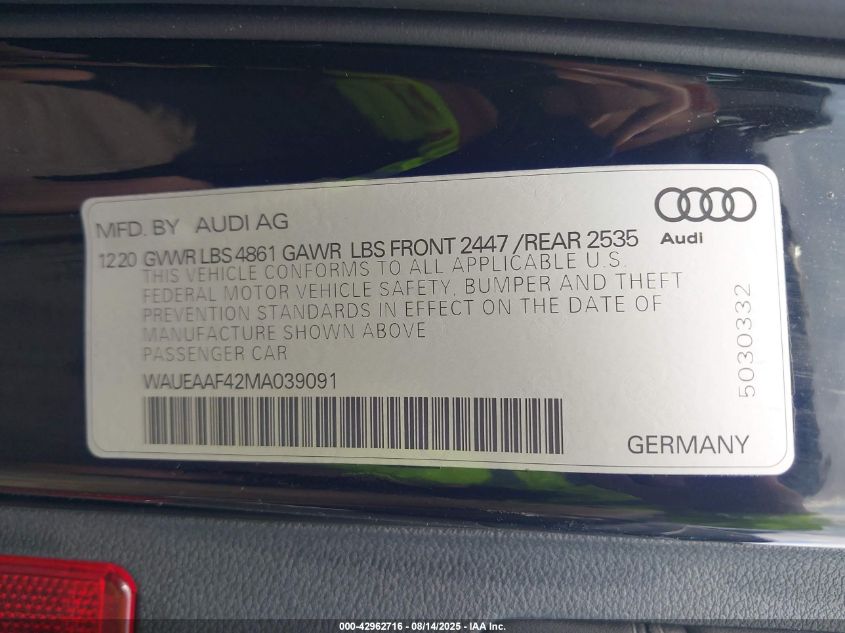 MFD. BY AUDI AG
Audi
12.20 GVWR LBS 4861 GAWR LBS FRONT 2447 /REAR 2535
THIS VEHICLE CONFORMS TO ALL APPLICABLE U.S.
FEDERAL MOTOR VEHICLE SAFETY, BUMPER AND THEFT
PREVENTION STANDARDS IN EFFECT ON THE DATE OF
MANUFACTURE SHOWN ABOVE
PASSENGER CAR
WAUEAAF42MA039091
5030332
GERMANY
000-42962716 - 08/14/2025 - IAA Inc.